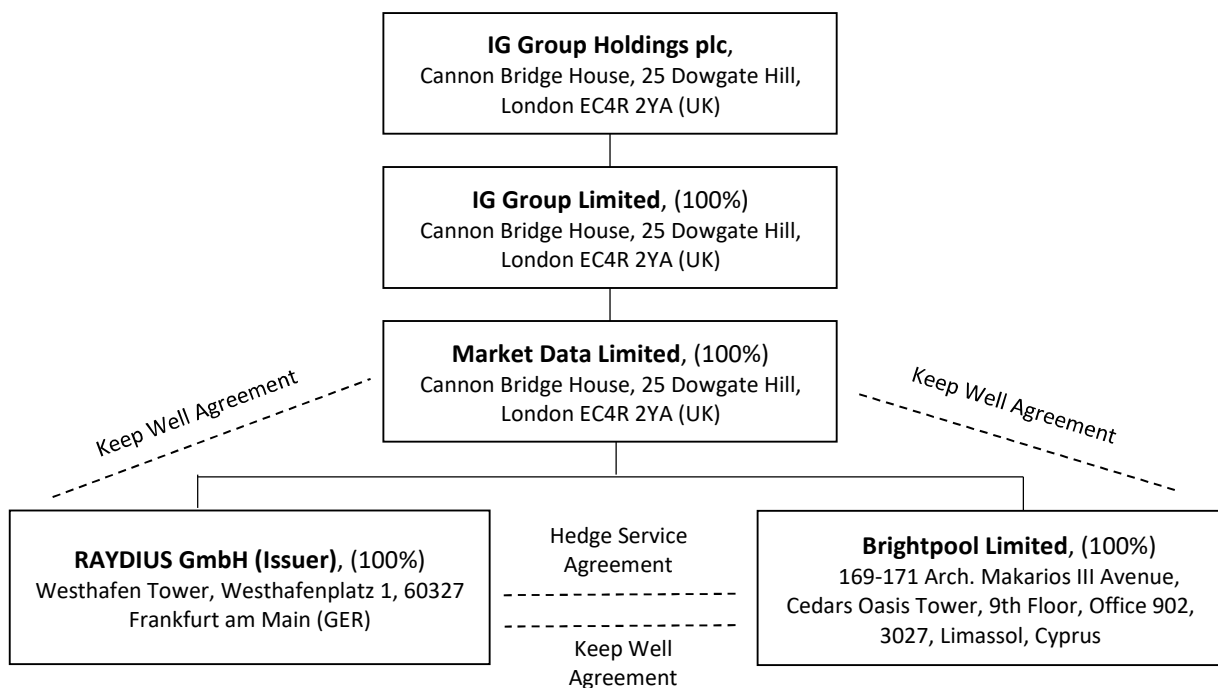 IG Group Holdings plc,
Cannon Bridge House, 25 Dowgate Hill,
London EC4R 2YA (UK)
IG Group Limited, (100%)
Cannon Bridge House, 25 Dowgate Hill,
London EC4R 2YA (UK)
Market Data Limited, (100%)
Cannon Bridge House, 25 Dowgate Hill,
London EC4R 2YA (UK)
Keep Well Agreement
Keep Well Agreement
RAYDIUS GmbH (Issuer), (100%)
Westhafen Tower, Westhafenplatz 1, 60327
Frankfurt am Main (GER)
Hedge Service
Agreement
Keep Well
Agreement
Brightpool Limited, (100%)
169-171 Arch. Makarios III Avenue,
Cedars Oasis Tower, 9th Floor, Office 902,
3027, Limassol, Cyprus